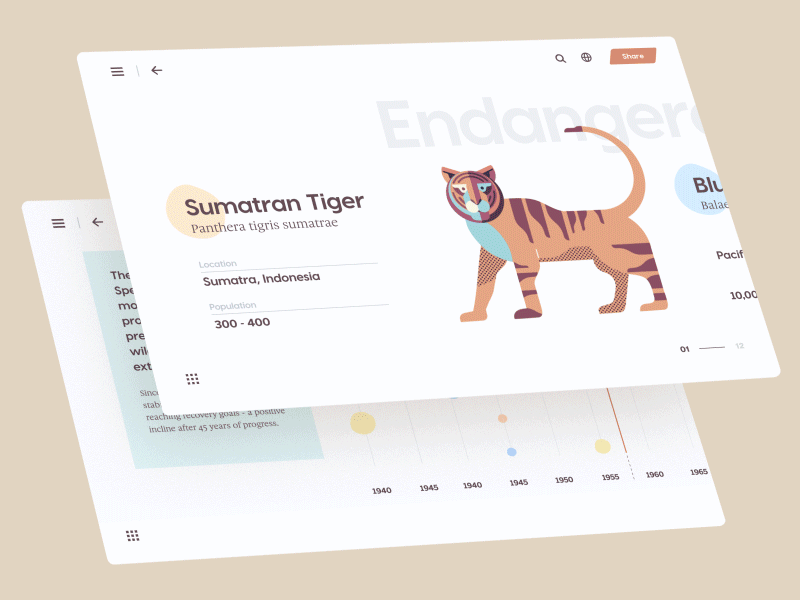 Share
Endanger
Sumatran Tiger
Panthera tigris sumatrae
Location
Sumatra, Indonesia
Population
300 - 400
Blu
Balae
Pacif
10,00
01
12
The
Spe
mo
pro
pre
wil
ext
Sinc
stab
reaching recovery goals - a positive
incline after 45 years of progress.
1940
1945
1940
1945
1950
1955
1960
1965